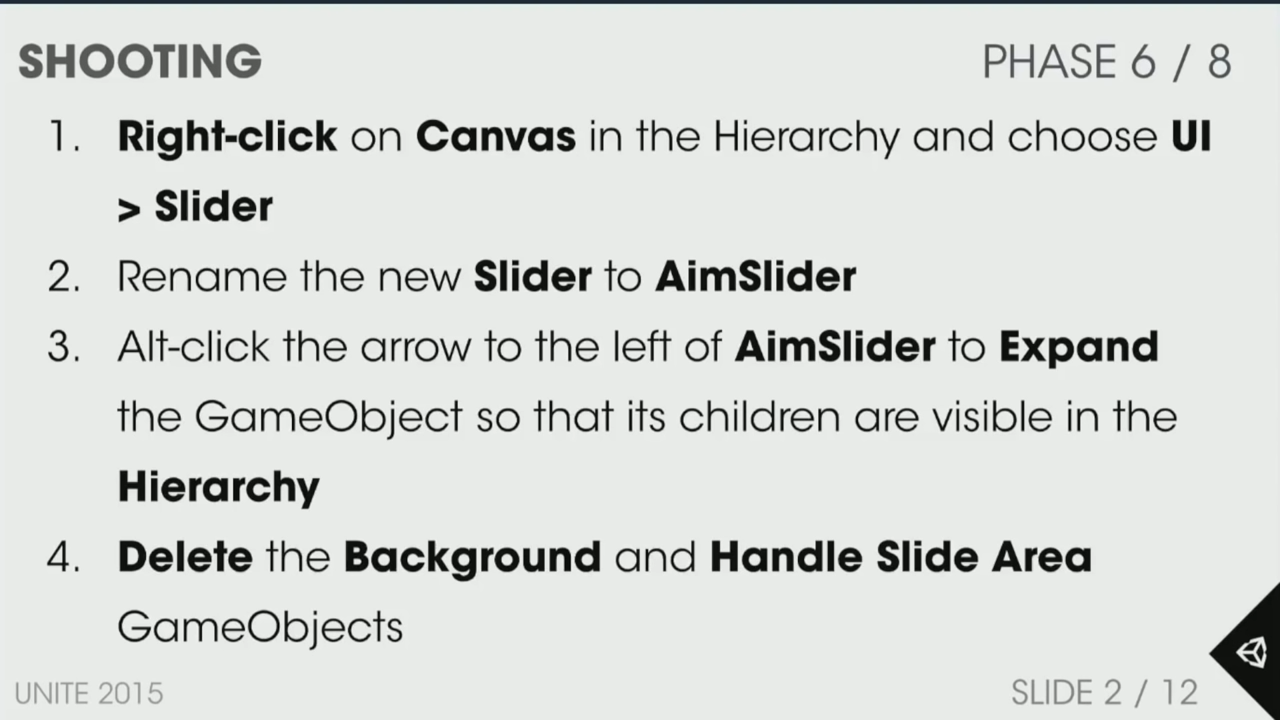 SHOOTING
PHASE 6 / 8
1. Right-click on Canvas in the Hierarchy and choose UI
> Slider
2. Rename the new Slider to AimSlider
3. Alt-click the arrow to the left of AimSlider to Expand
the GameObject so that its children are visible in the
Hierarchy
4. Delete the Background and Handle Slide Area
GameObjects
UNITE 2015
SLIDE 2 / 12